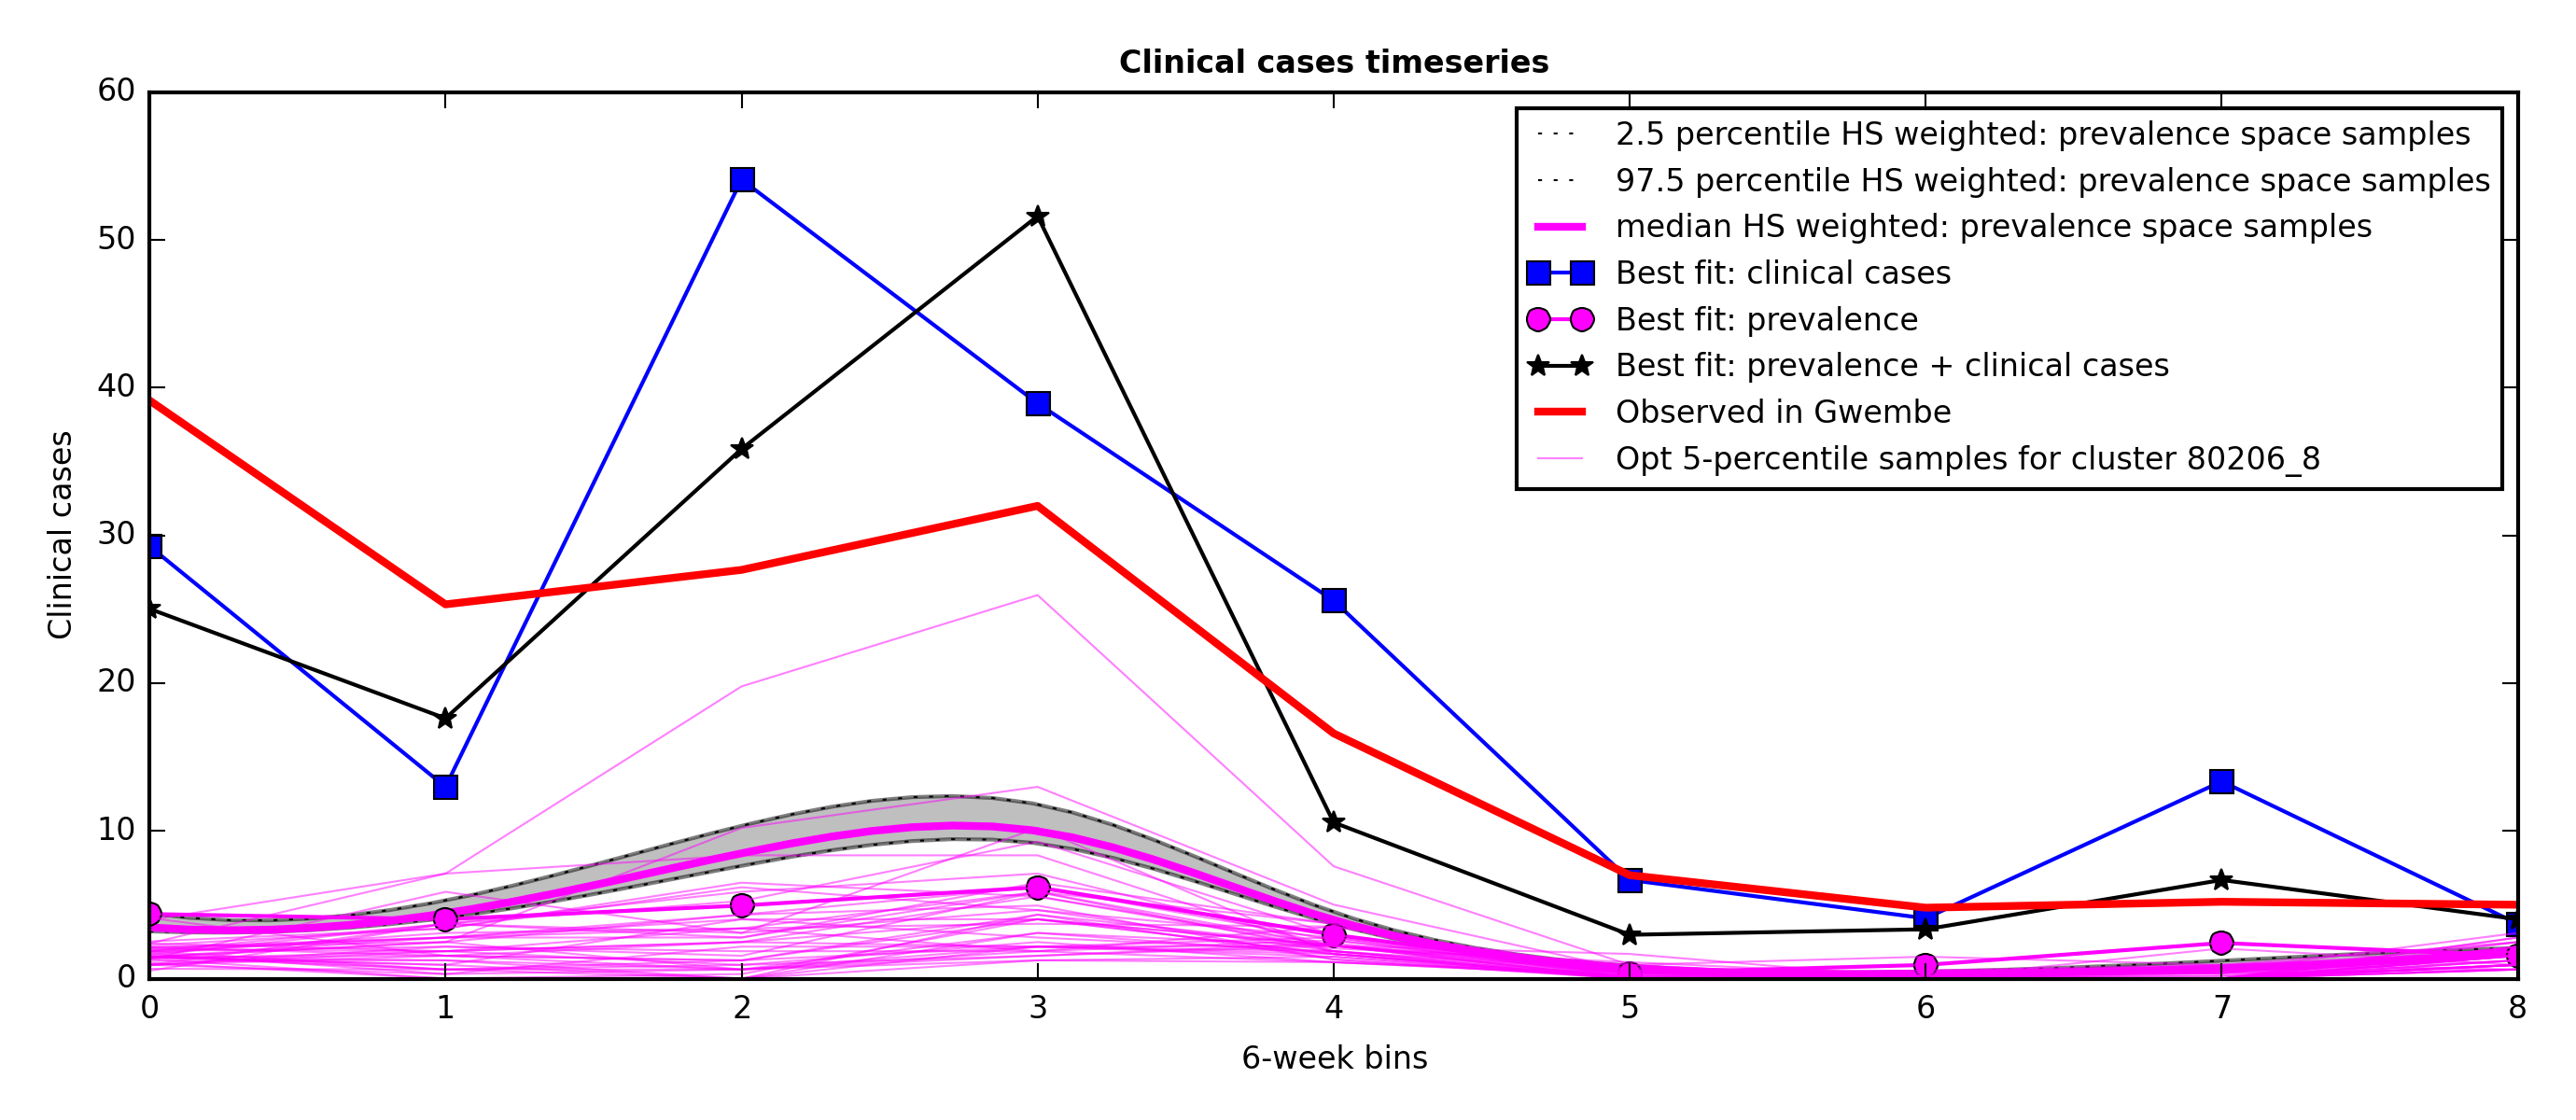 Clinical cases timeseries
60
50
40
30
20
10
0
Clinical cases
2.5 percentile HS weighted: prevalence space samples
97.5 percentile HS weighted: prevalence space samples
median HS weighted: prevalence space samples
Best fit: clinical cases
Best fit: prevalence
Best fit: prevalence + clinical cases
Observed in Gwembe
Opt 5-percentile samples for cluster 80206_8
0 1 2 3 4 5 6 7 8
6-week bins